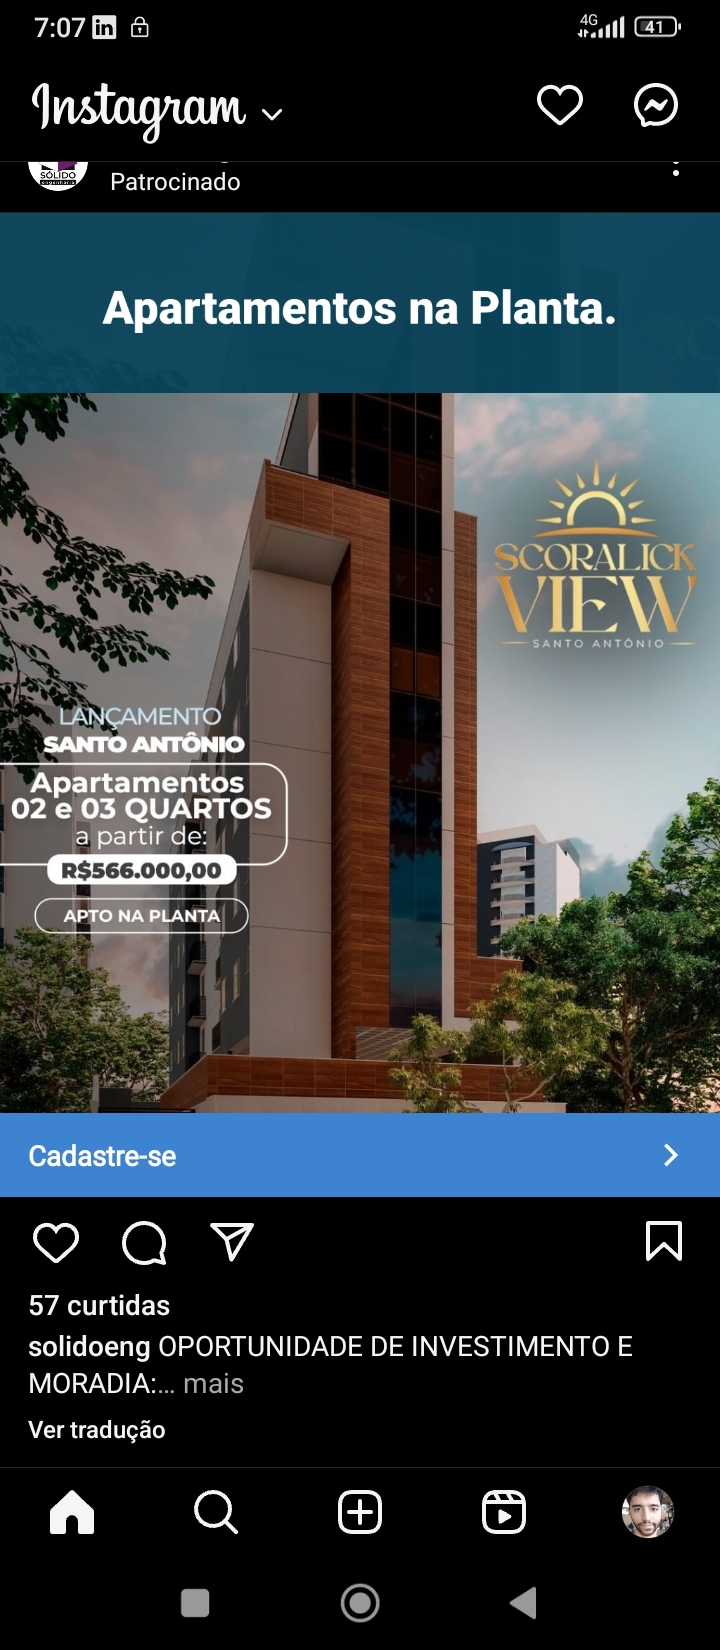 7:07
4G
41
Instagram
SÓLIDO
engenharia
Patrocinado
Apartamentos na Planta.
SCORALICK
VIEW
SANTO ANTÔNIO
LANÇAMENTO
SANTO ANTÔNIO
Apartamentos
02 e 03 QUARTOS
a partir de:
R$566.000,00
APTO NA PLANTA
Cadastre-se
57 curtidas
solidoeng OPORTUNIDADE DE INVESTIMENTO E
MORADIA:... mais
Ver tradução